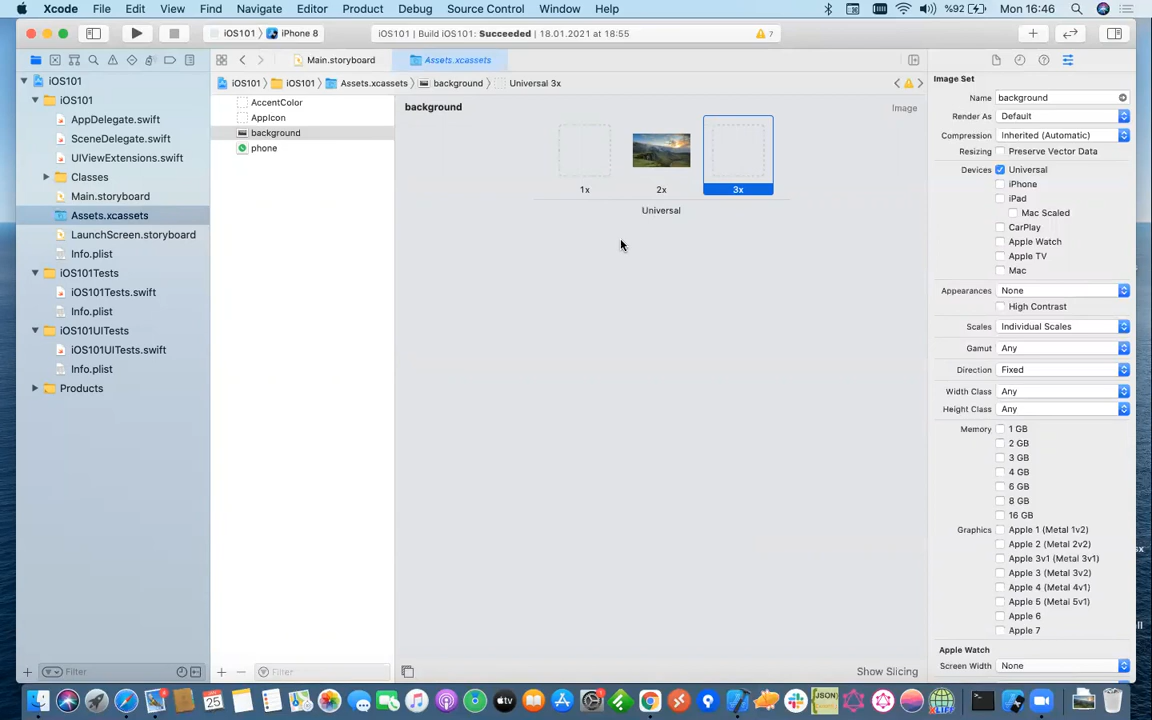 Xcode File Edit View Find Navigate Editor Product Debug Source Control Window Help %92 Mon 16:46
iOS101 iPhone 8 iOS101 | Build iOS101: Succeeded | 18.01.2021 at 18:55 7
Main.storyboard Assets.xcassets
iOS101 iOS101 Assets.xcassets background Universal 3x
iOS101
iOS101
AppDelegate.swift
SceneDelegate.swift
UIViewExtensions.swift
Classes
Main.storyboard
Assets.xcassets
LaunchScreen.storyboard
Info.plist
iOS101Tests
iOS101Tests.swift
Info.plist
iOS101UITests
iOS101UITests.swift
Info.plist
Products
Filter
AccentColor
AppIcon
background
phone
Filter
background
Image
1x 2x 3x
Universal
Show Slicing
Image Set
Name background
Render As Default
Compression Inherited (Automatic)
Resizing Preserve Vector Data
Devices Universal
iPhone
iPad
Mac Scaled
CarPlay
Apple Watch
Apple TV
Mac
Appearances None
High Contrast
Scales Individual Scales
Gamut Any
Direction Fixed
Width Class Any
Height Class Any
Memory 1 GB
2 GB
3 GB
4 GB
6 GB
8 GB
16 GB
Graphics Apple 1 (Metal 1v2)
Apple 2 (Metal 2v2)
Apple 3v1 (Metal 3v1)
Apple 3 (Metal 3v2)
Apple 4 (Metal 4v1)
Apple 5 (Metal 5v1)
Apple 6
Apple 7
Apple Watch
Screen Width None
25